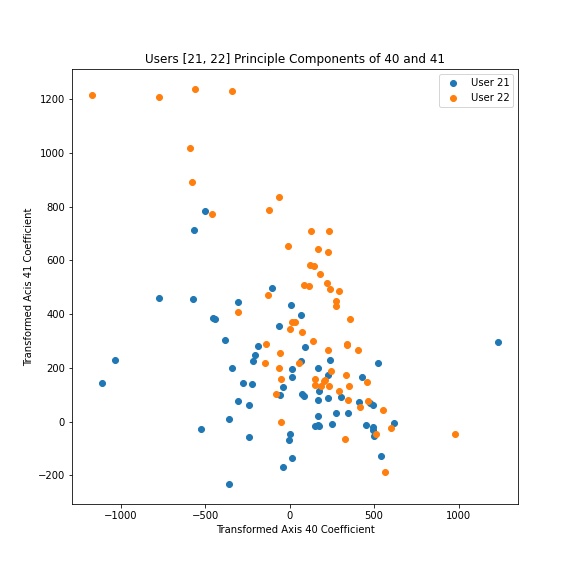 Users [21, 22] Principle Components of 40 and 41
User 21
User 22
Transformed Acis 41 Coefficient
1200
1000
800
600
400
200
0
−200
−1000
−500
0
500
1000
Transformed Axis 40 Coefficient